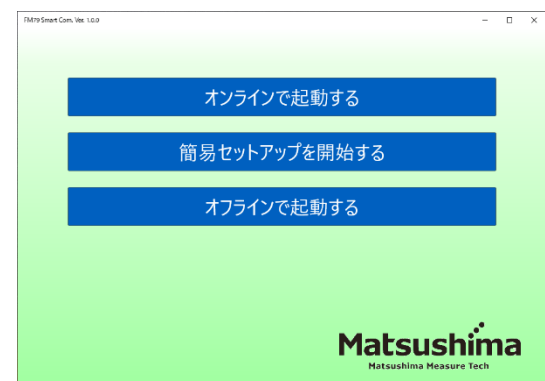 FM79 Smart Com. Ver. 1.0.0
オンラインで起動する
簡易セットアップを開始する
オフラインで起動する
Matsushima
Matsushima Measure Tech